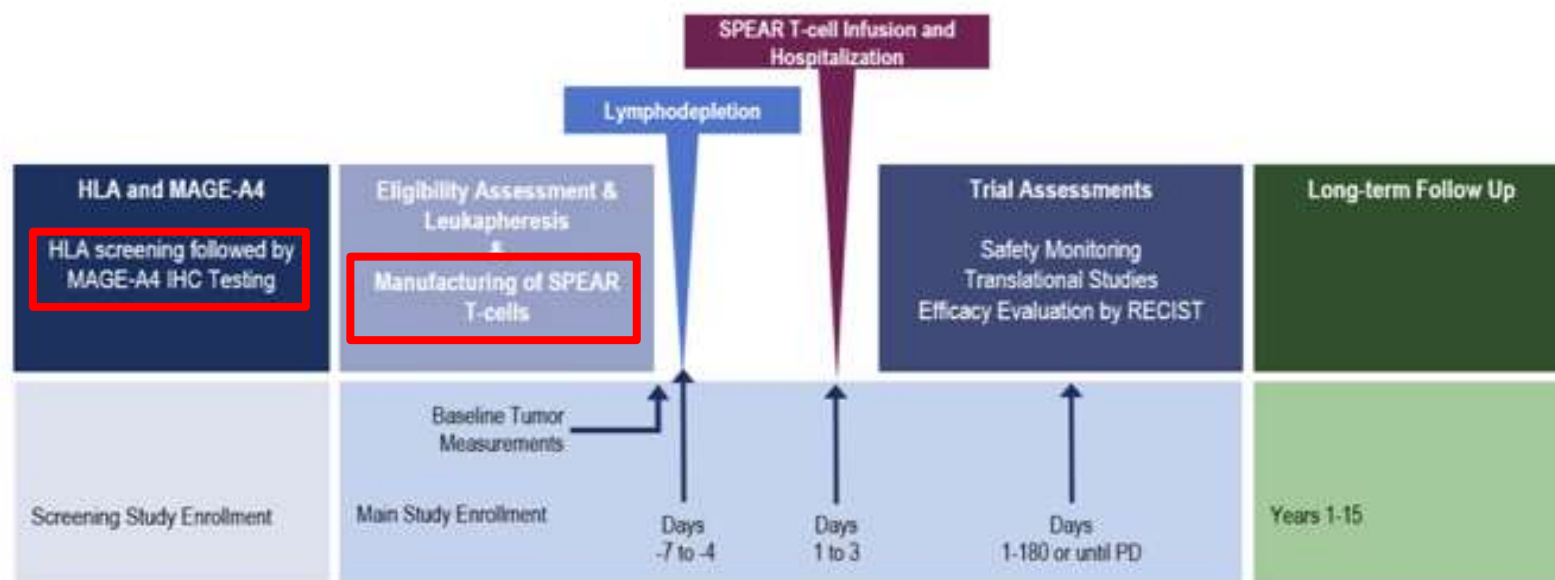 SPEAR T-cell Infusion and
Hospitalization
Lymphodepletion
HLA and MAGE-A4
HLA screening followed by
MAGE-A4 IHC Testing
Eligibility Assessment &
Leukapheresis
&
Manufacturing of SPEAR
T-cells
Trial Assessments
Safety Monitoring
Translational Studies
Efficacy Evaluation by RECIST
Long-term Follow Up
Baseline Tumor
Measurements
Screening Study Enrollment
Main Study Enrollment
Days
-7 to -4
Days
1 to 3
Days
1-180 or until PD
Years 1-15